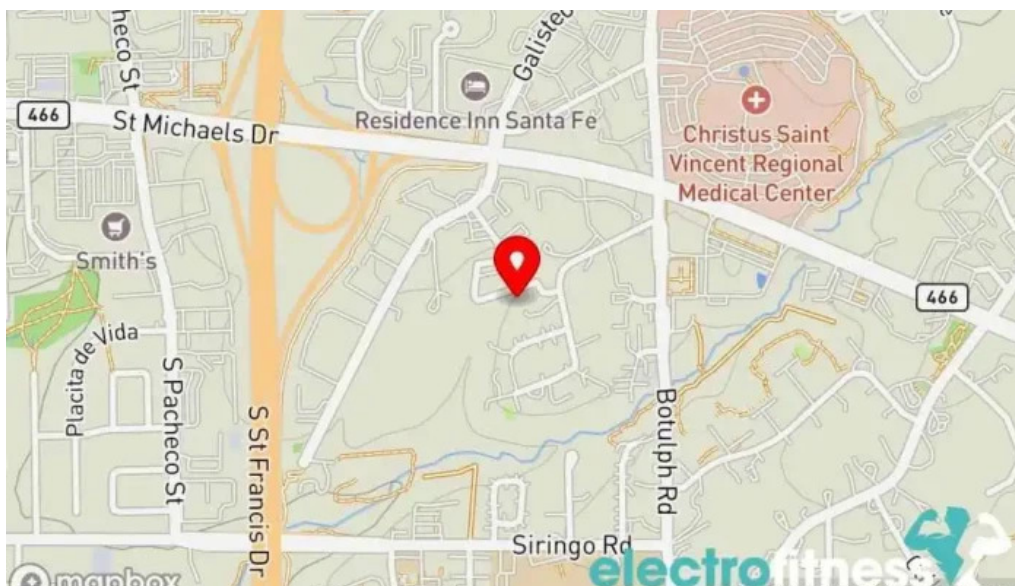 heco St
Galisteo
466
St Michaels Dr
Residence Inn Santa Fe
Christus Saint
Vincent Regional
Medical Center
Smith's
466
Placita de Vida
S Pacheco St
S St Francis Dr
Botulph Rd
Siringo Rd
electrofitness
mapbox